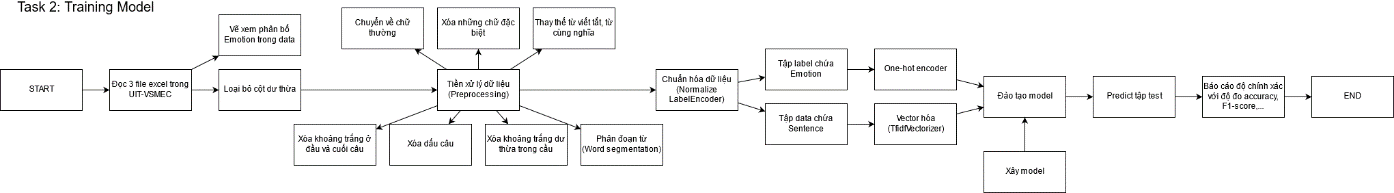 Task 2: Training Model
START
Đọc 3 file excel trong
UIT-VSMEC
Vẽ xem phân bố
Emotion trong data
Loại bỏ cột dư thừa
Chuyển về chữ
thường
Xóa những chữ đặc
biệt
Thay thế từ viết tắt, từ
cùng nghĩa
Tiền xử lý dữ liệu
(Preprocessing)
Xóa khoảng trắng ở
đầu và cuối câu
Xóa dấu câu
Xóa khoảng trắng dư
thừa trong câu
Phân đoạn từ
(Word segmentation)
Chuẩn hóa dữ liệu
(Normalize
LabelEncoder)
Tập label chứa
Emotion
One-hot encoder
Tập data chứa
Sentence
Vector hóa
(TfidfVectorizer)
Đảo tạo model
Xây model
Predict tập test
Báo cáo độ chính xác
với độ đo accuracy,
F1-score,...
END